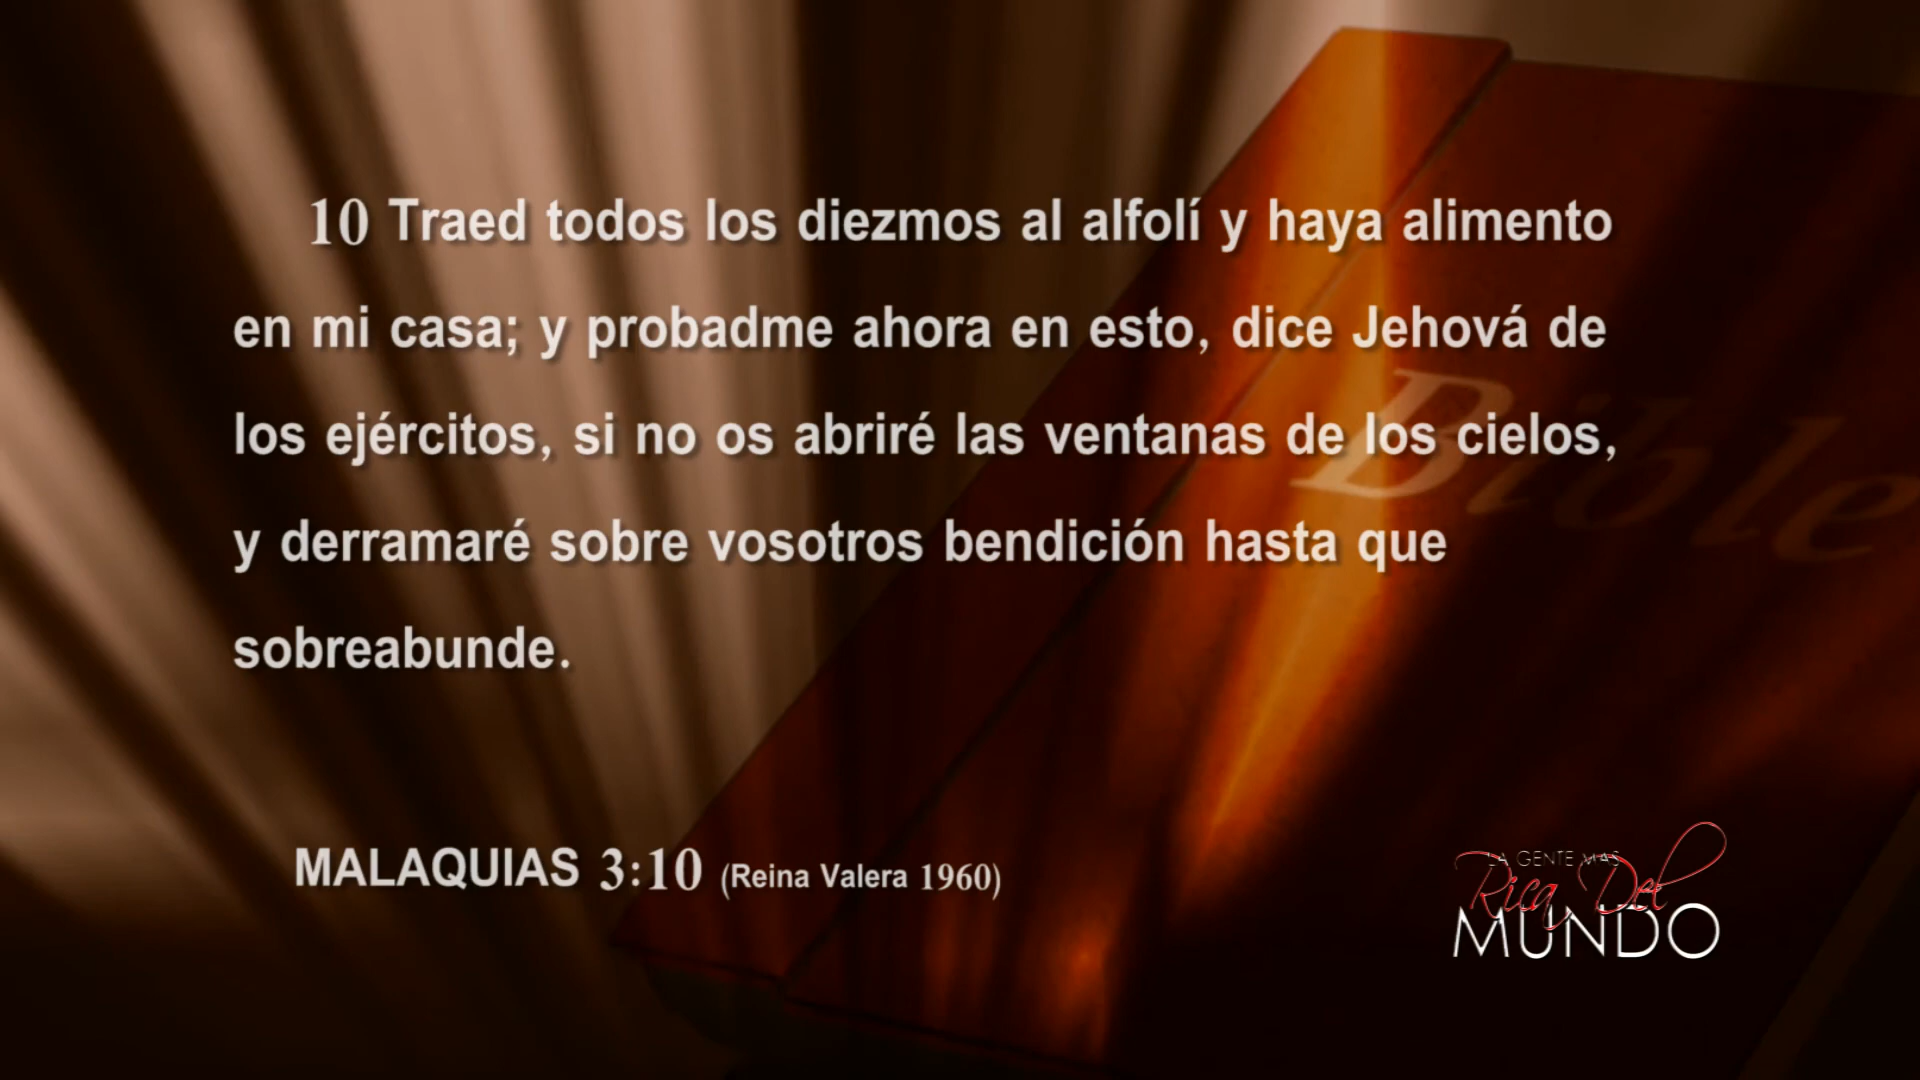 10 Traed todos los diezmos al alfolí y haya alimento
en mi casa; y probadme ahora en esto, dice Jehová de
los ejércitos, si no os abriré las ventanas de los cielos,
y derramaré sobre vosotros bendición hasta que
sobreabunde.
Bible
MALAQUIAS 3:10 (Reina Valera 1960)
LA GENTE MAS
Rica Del
MUNDO